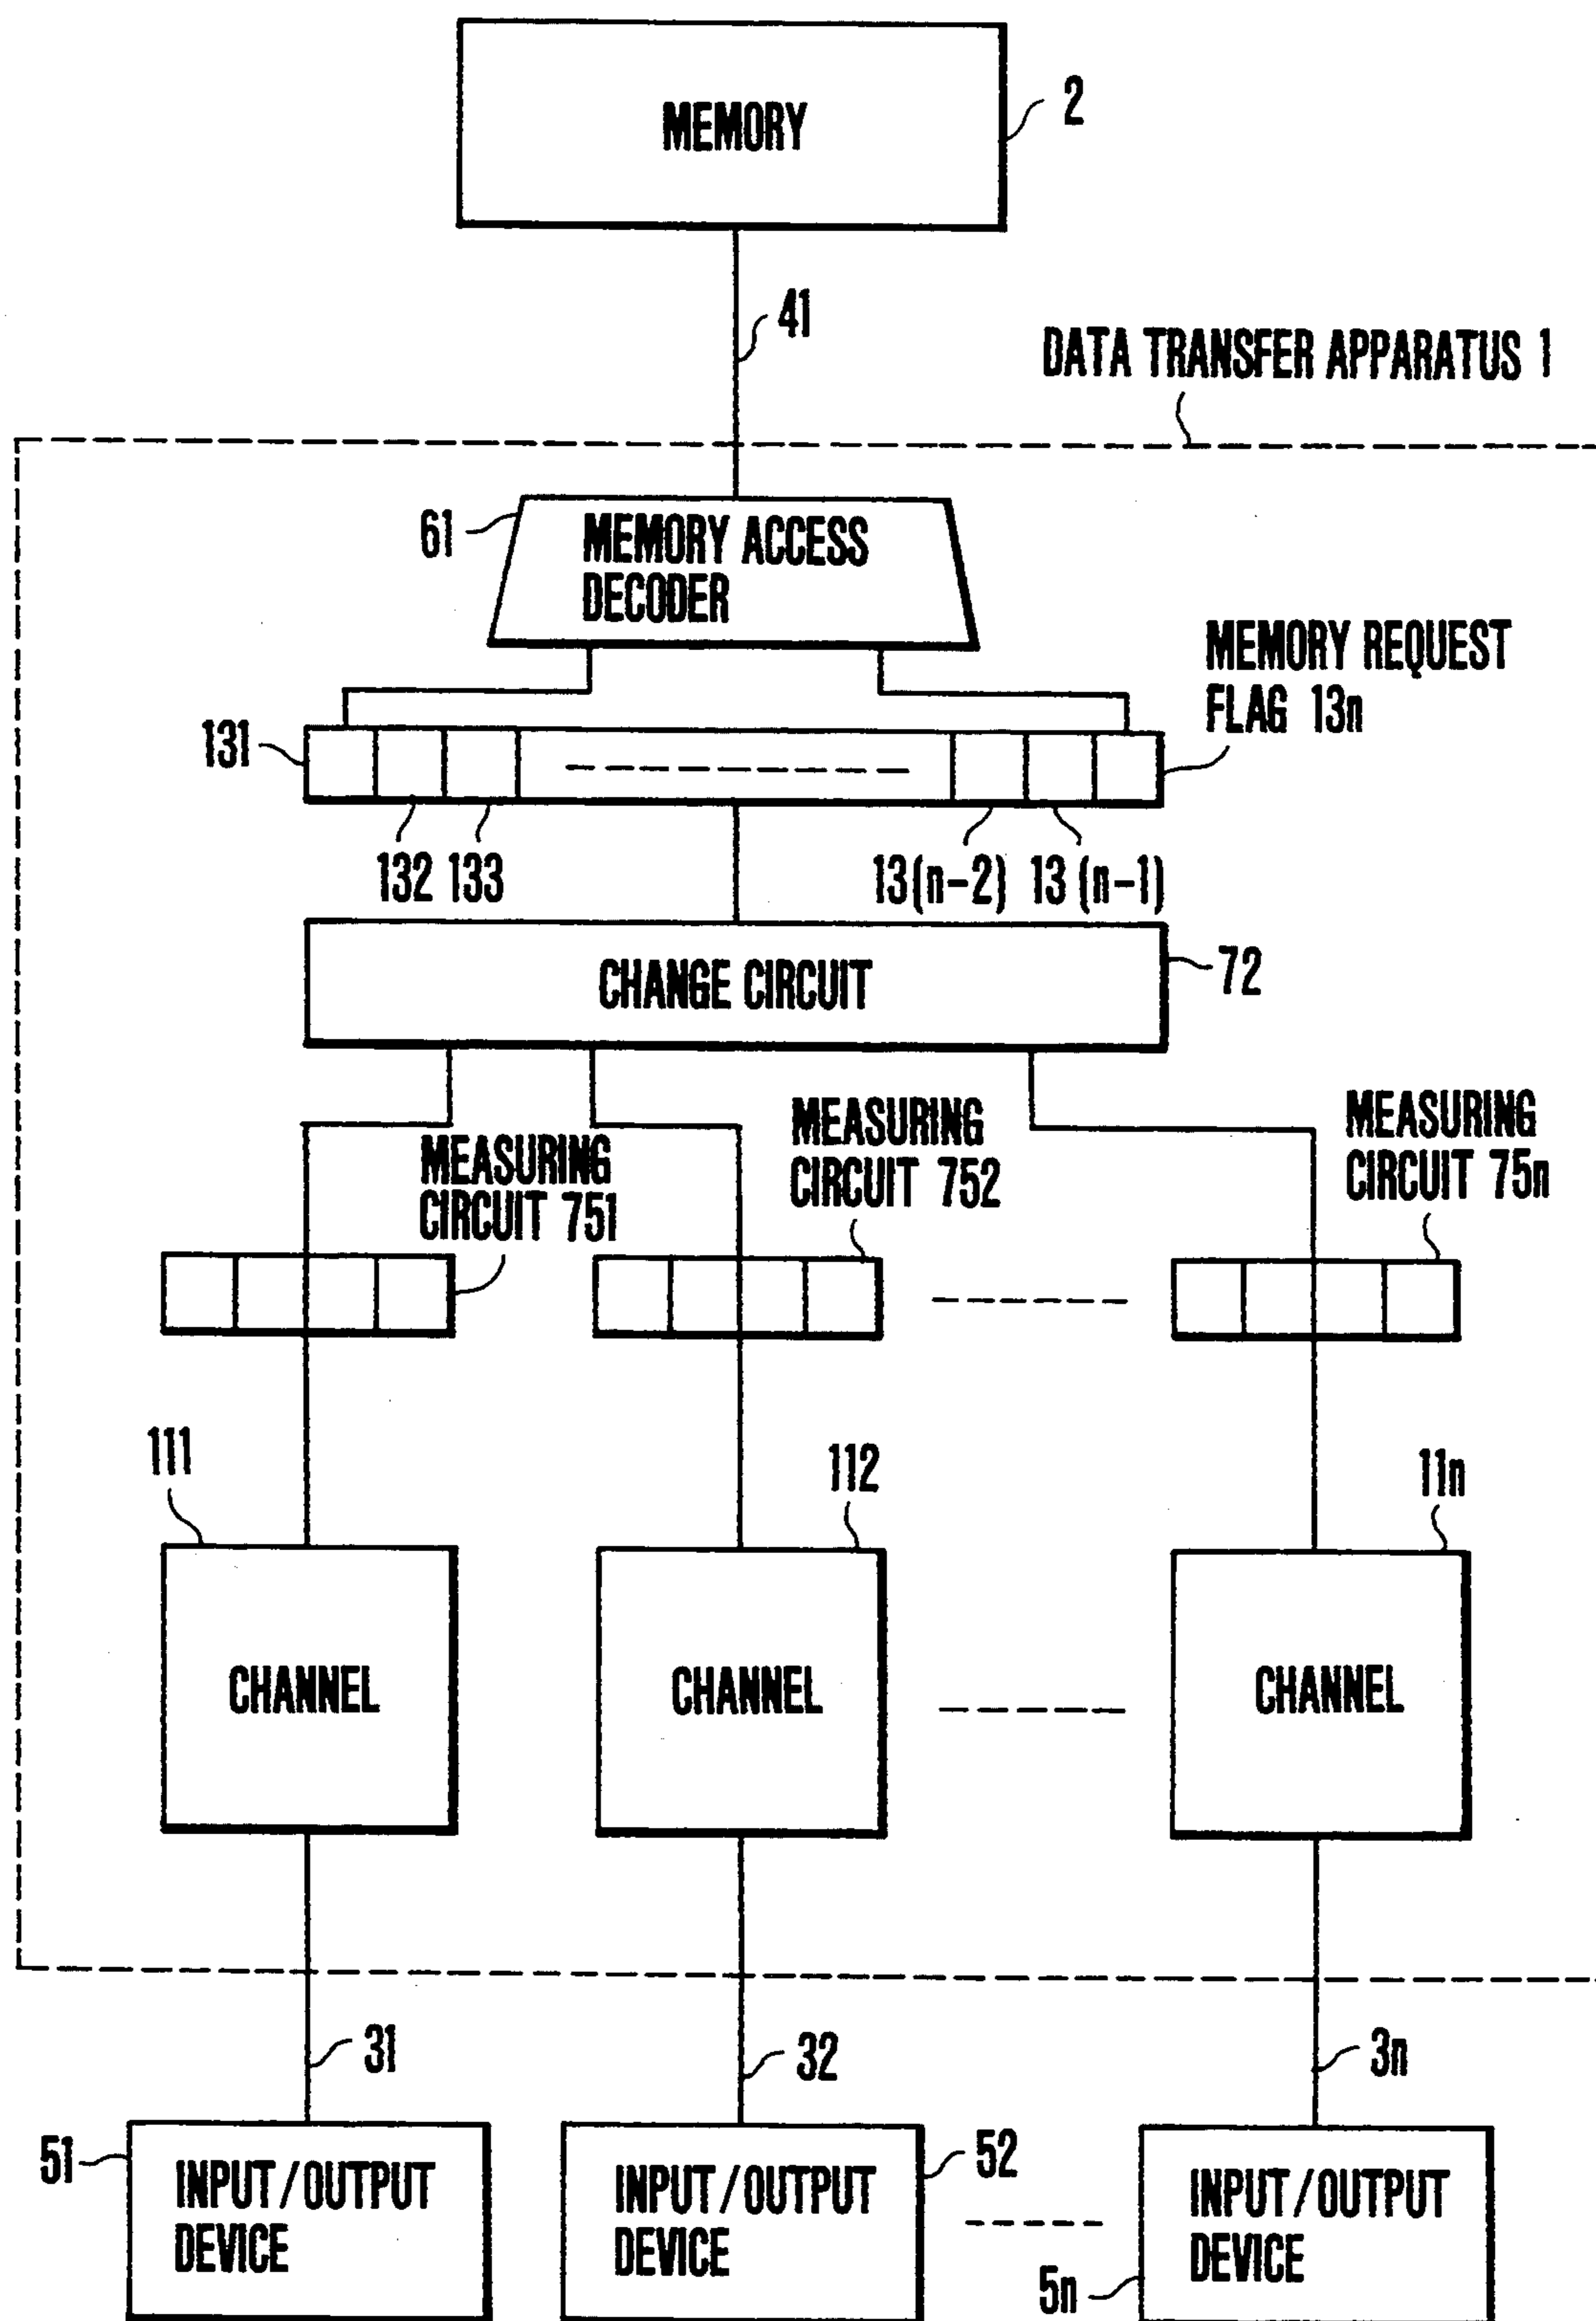 MEMORY
2
41
DATA TRANSFER APPARATUS 1
61
MEMORY ACCESS
DECODER
MEMORY REQUEST
FLAG 13n
131
132 133
13(n-2) 13(n-1)
CHANGE CIRCUIT
72
MEASURING
CIRCUIT 751
MEASURING
CIRCUIT 752
MEASURING
CIRCUIT 75n
111
112
11n
CHANNEL
CHANNEL
CHANNEL
31
32
3n
51
INPUT/OUTPUT
DEVICE
52
INPUT/OUTPUT
DEVICE
5n
INPUT/OUTPUT
DEVICE